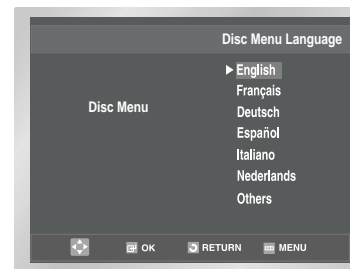 Disc Menu Language
English
Français
Disc Menu
Deutsch
Español
Italiano
Nederlands
Others
OK RETURN MENU